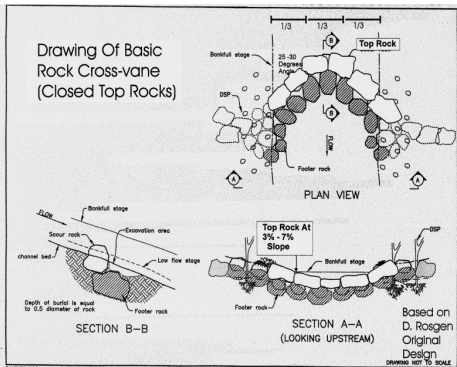 Drawing Of Basic
Rock Cross-vane
(Closed Top Rocks)
1/3 1/3 1/3
B
Top Rock
Bankfull stage
25-30
Degrees
Angle
DSP
B
FLOW
Footer rock
A
A
PLAN VIEW
FLOW
Bankfull stage
Scour rock
Excavation area
channel bed
Low flow stage
Depth of burial is equal
to 0.5 diameter of rock
Footer rock
SECTION B-B
Top Rock At
3% - 7%
Slope
DSP
Bankfull stage
Footer rock
SECTION A-A
(LOOKING UPSTREAM)
Based on
D. Rosgen
Original
Design
DRAWING NOT TO SCALE